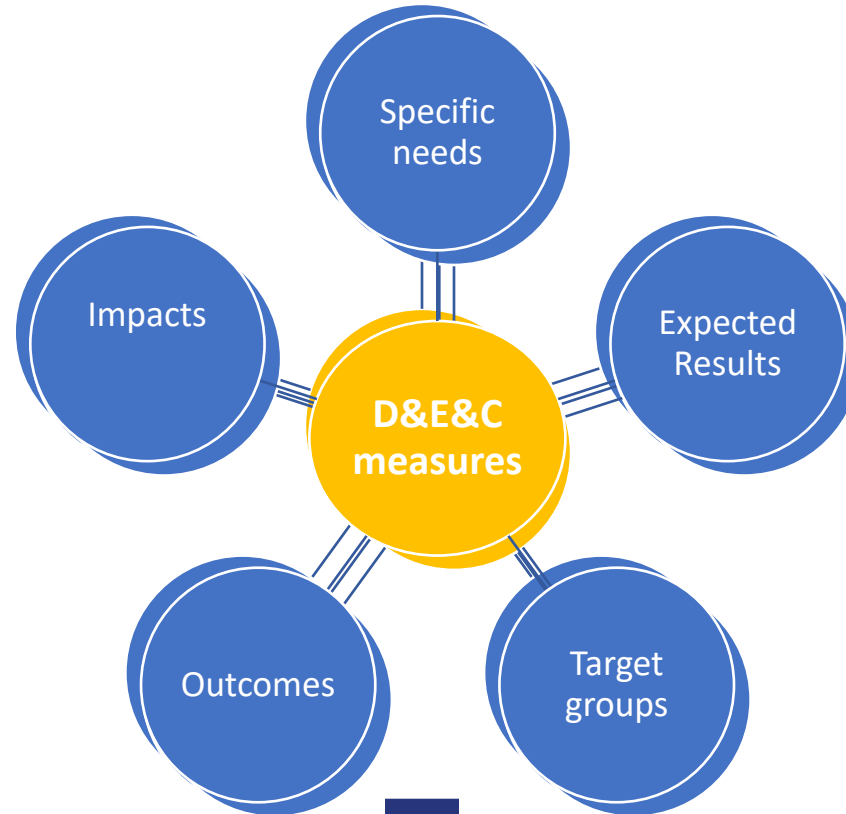 Specific
needs
Impacts
Expected
Results
D&E&C
measures
Outcomes
Target
groups